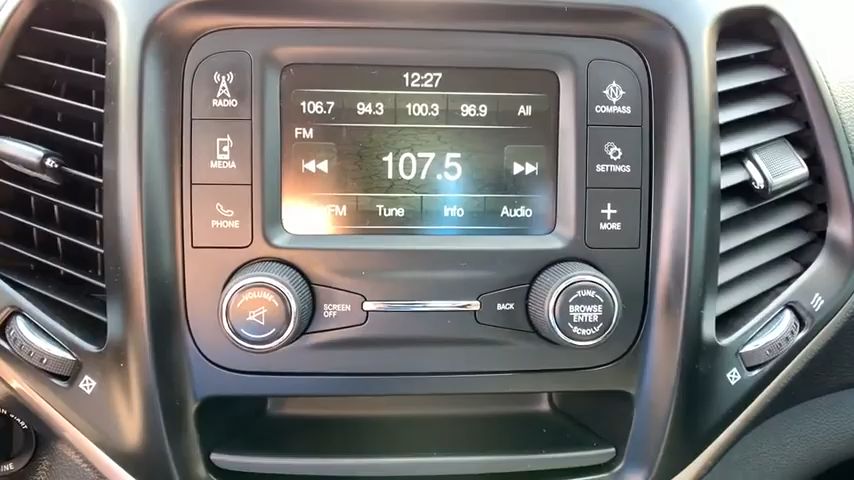 12:27
106.7 94.3 100.3 96.9 All
FM
107.5
FM Tune Info Audio
RADIO
MEDIA
PHONE
N
COMPASS
SETTINGS
MORE
VOLUME
SCREEN OFF
BACK
TUNE
BROWSE
ENTER
SCROLL
START